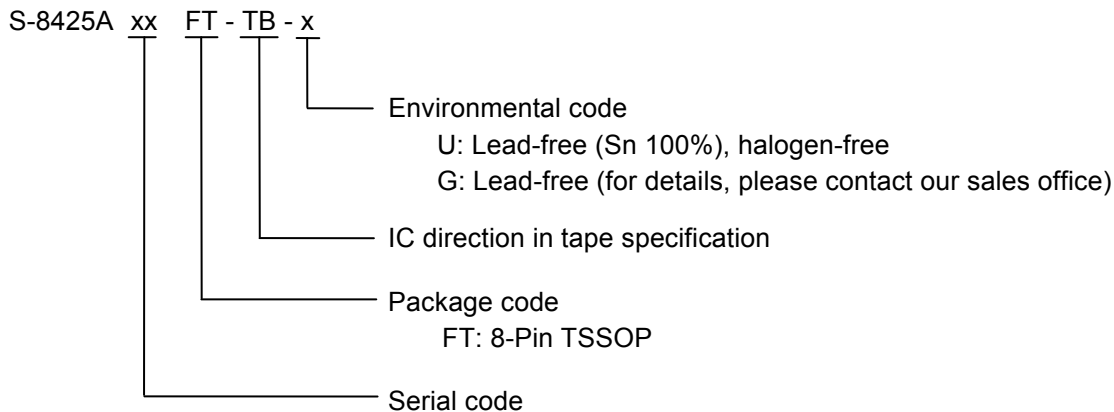 S-8425A xx FT - TB - x
Environmental code
U: Lead-free (Sn 100%), halogen-free
G: Lead-free (for details, please contact our sales office)
IC direction in tape specification
Package code
FT: 8-Pin TSSOP
Serial code